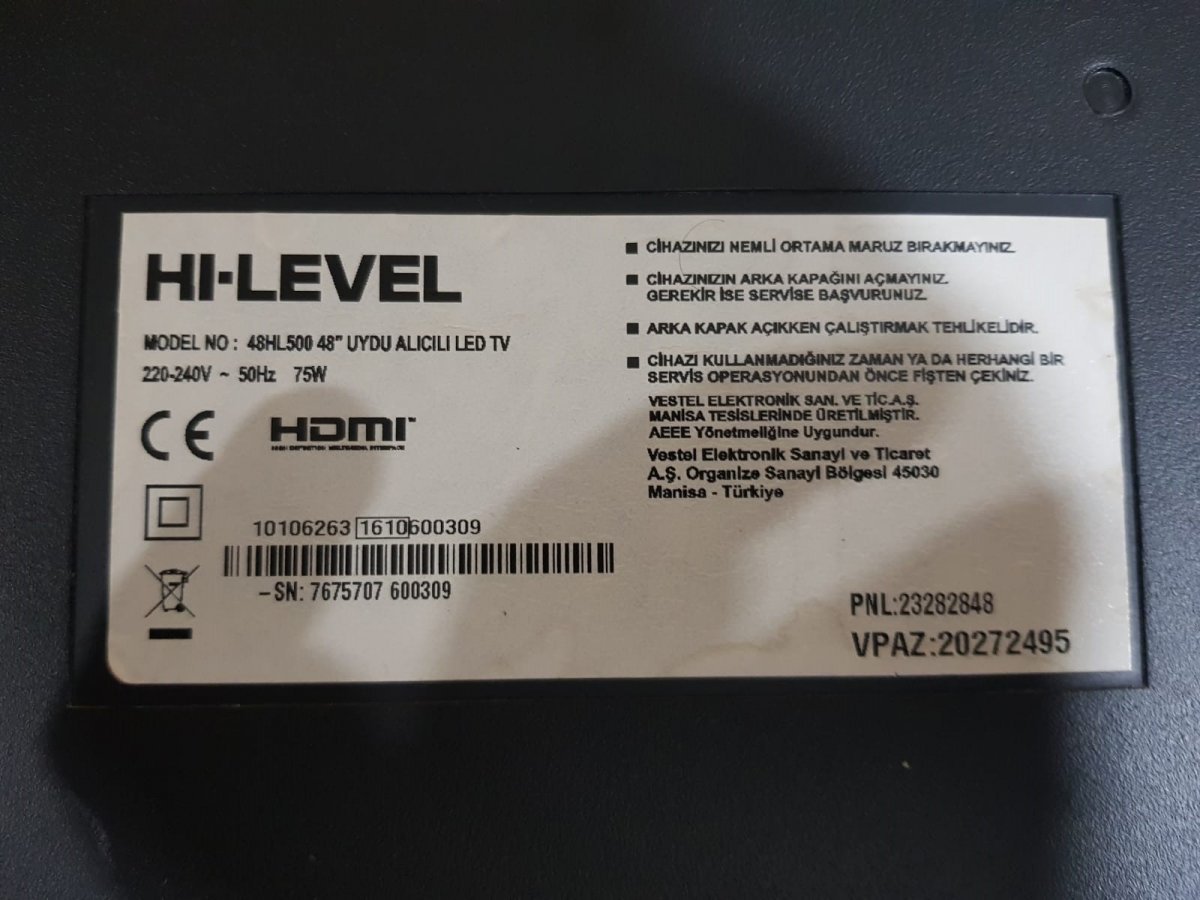 HI-LEVEL
MODEL NO : 48HL500 48" UYDU ALICILI LED TV
220-240V ~ 50Hz 75W
CE HDMI
HIGH-DEFINITION MULTIMEDIA INTERFACE
10106263 1610600309
-SN: 7675707 600309
■ CİHAZINIZI NEMLİ ORTAMA MARUZ BIRAKMAYINIZ.
■ CİHAZINIZIN ARKA KAPAĞINI AÇMAYINIZ.
GEREKİR İSE SERVİSE BAŞVURUNUZ.
■ ARKA KAPAK AÇIKKEN ÇALIŞTIRMAK TEHLİKELİDİR.
■ CİHAZI KULLANMADIĞINIZ ZAMAN YA DA HERHANGİ BİR
SERVİS OPERASYONUNDAN ÖNCE FİŞTEN ÇEKİNİZ.
VESTEL ELEKTRONİK SAN. VE TİC.A.Ş.
MANİSA TESİSLERİNDE ÜRETİLMİŞTİR.
AEEE Yönetmeliğine Uygundur.
Vestel Elektronik Sanayi ve Ticaret
A.Ş. Organize Sanayi Bölgesi 45030
Manisa - Türkiye
PNL:23282848
VPAZ:20272495